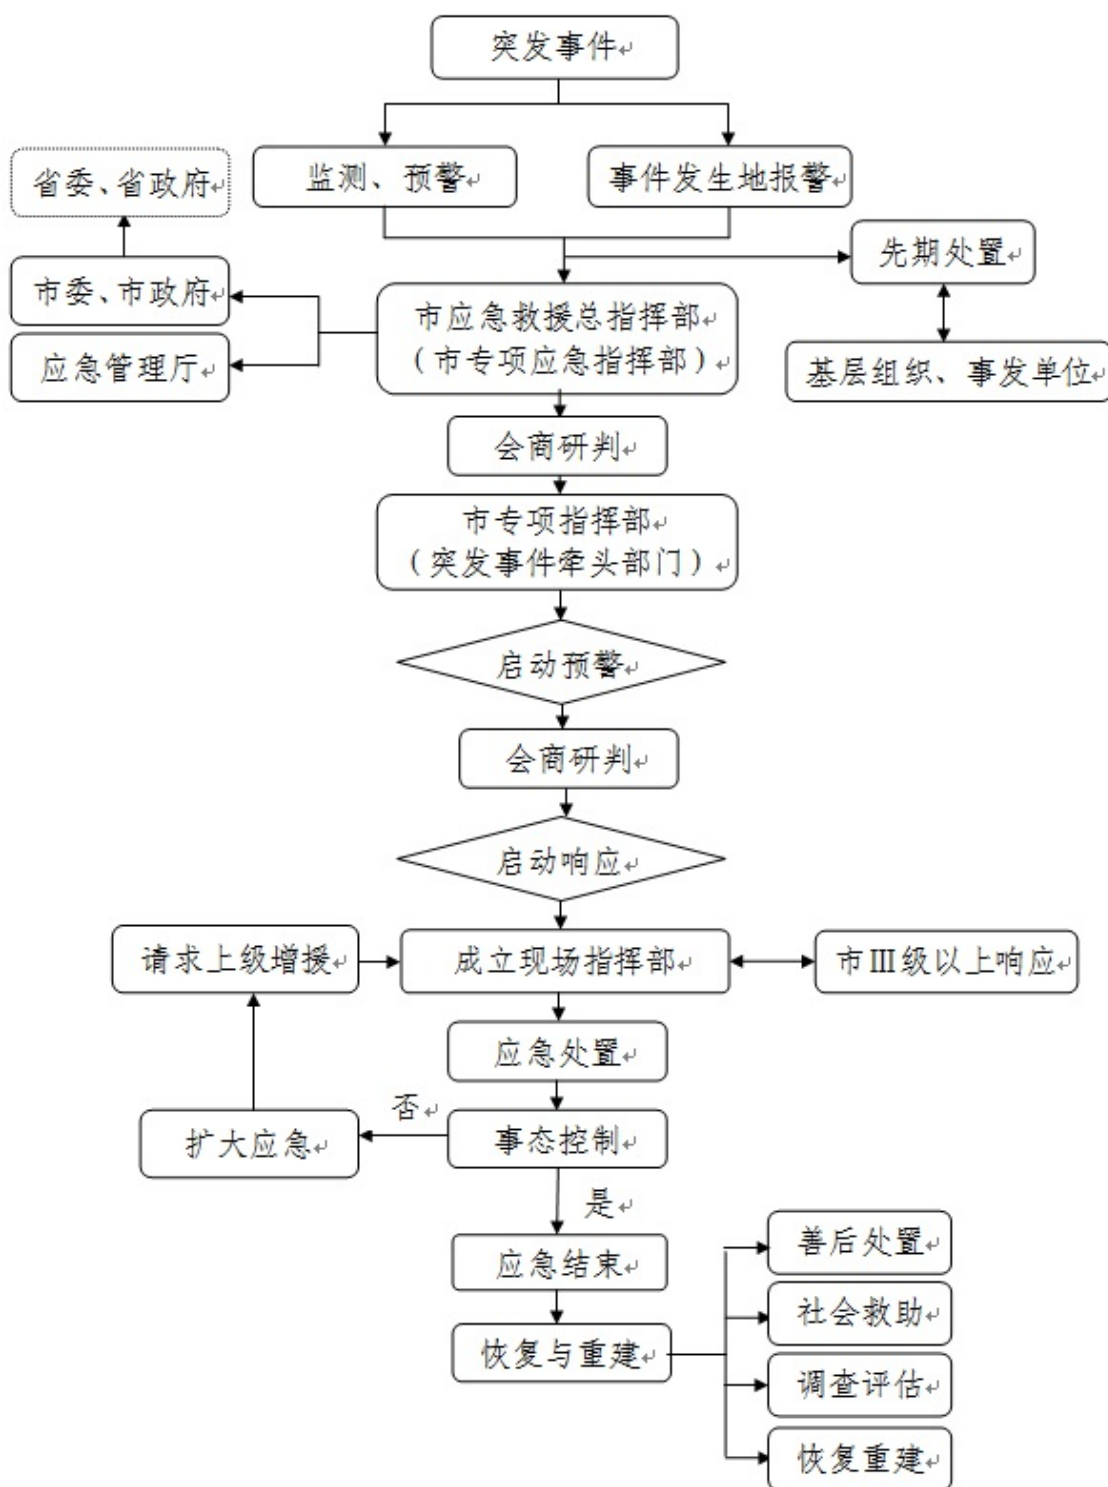 突发事件
监测、预警
事件发生地报警
省委、省政府
先期处置
市委、市政府
市应急救援总指挥部
（市专项应急指挥部）
应急管理厅
基层组织、事发单位
会商研判
市专项指挥部
（突发事件牵头部门）
启动预警
会商研判
启动响应
请求上级增援
成立现场指挥部
市Ⅲ级以上响应
应急处置
否
扩大应急
事态控制
是
应急结束
善后处置
社会救助
恢复与重建
调查评估
恢复重建